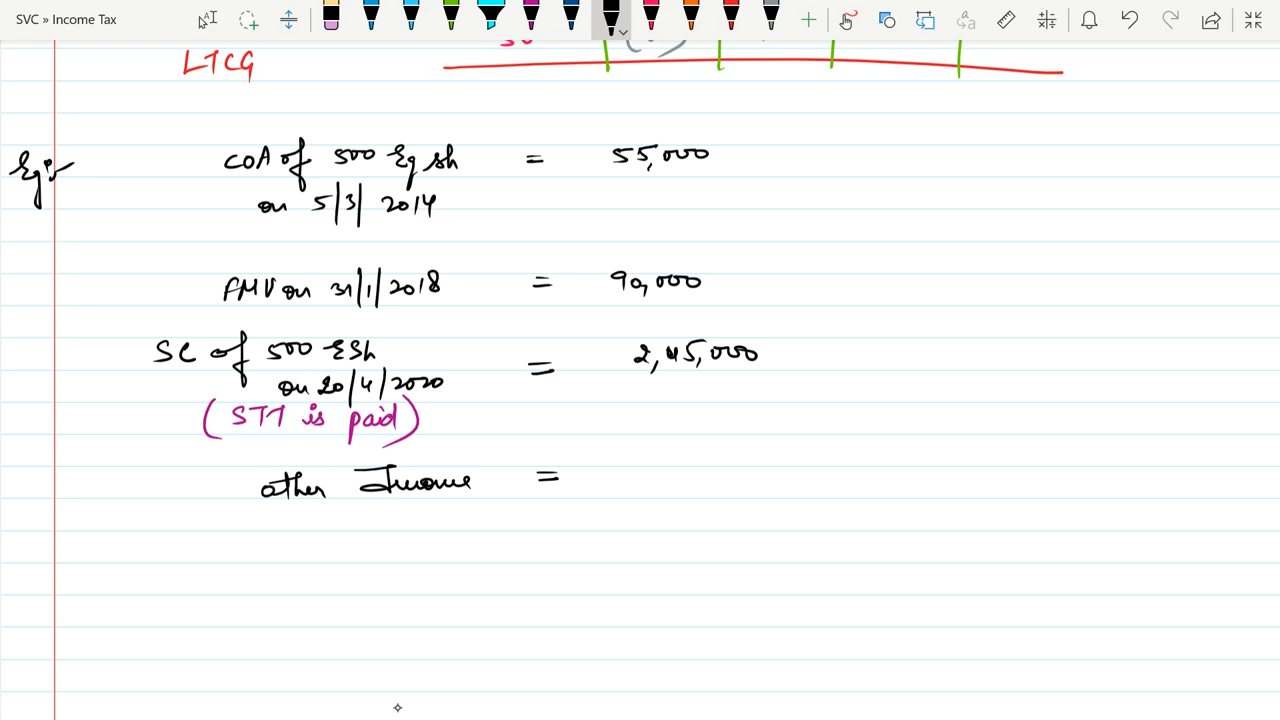 SVC » Income Tax
LTCG
Eg:-
COA of 500 Eq sh = 55,000
on 5/3/2014
FMV on 31/1/2018 = 90,000
SC of 500 ESh = 2,45,000
on 20/4/2020
(STT is paid)
other Income =